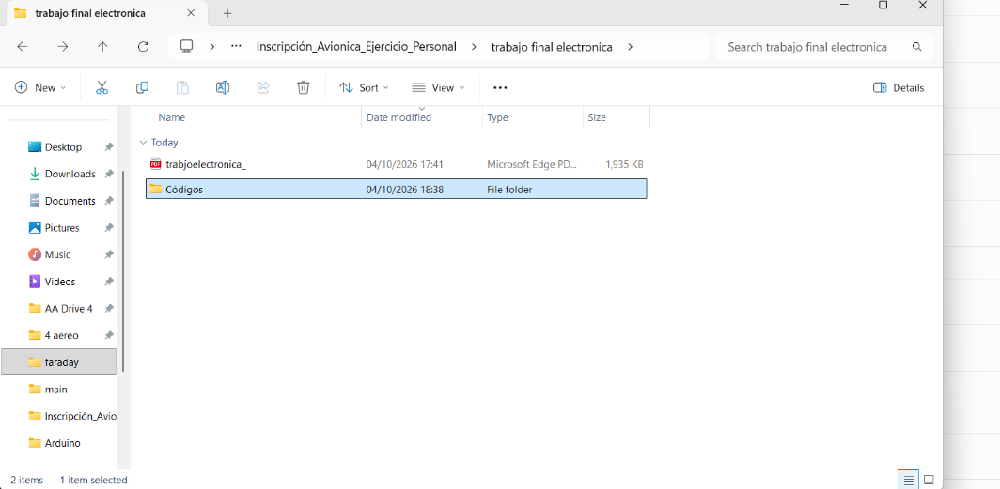 trabajo final electronica
Inscripción_Avionica_Ejercicio_Personal trabajo final electronica Search trabajo final electronica
New Sort View Details
Name Date modified Type Size
Today
PDF trabjoelectronica_ 04/10/2026 17:41 Microsoft Edge PD... 1,935 KB
Códigos 04/10/2026 18:38 File folder
Desktop
Downloads
Documents
Pictures
Music
Videos
AA Drive 4
4 aereo
faraday
main
Inscripción_Avio
Arduino
2 items 1 item selected